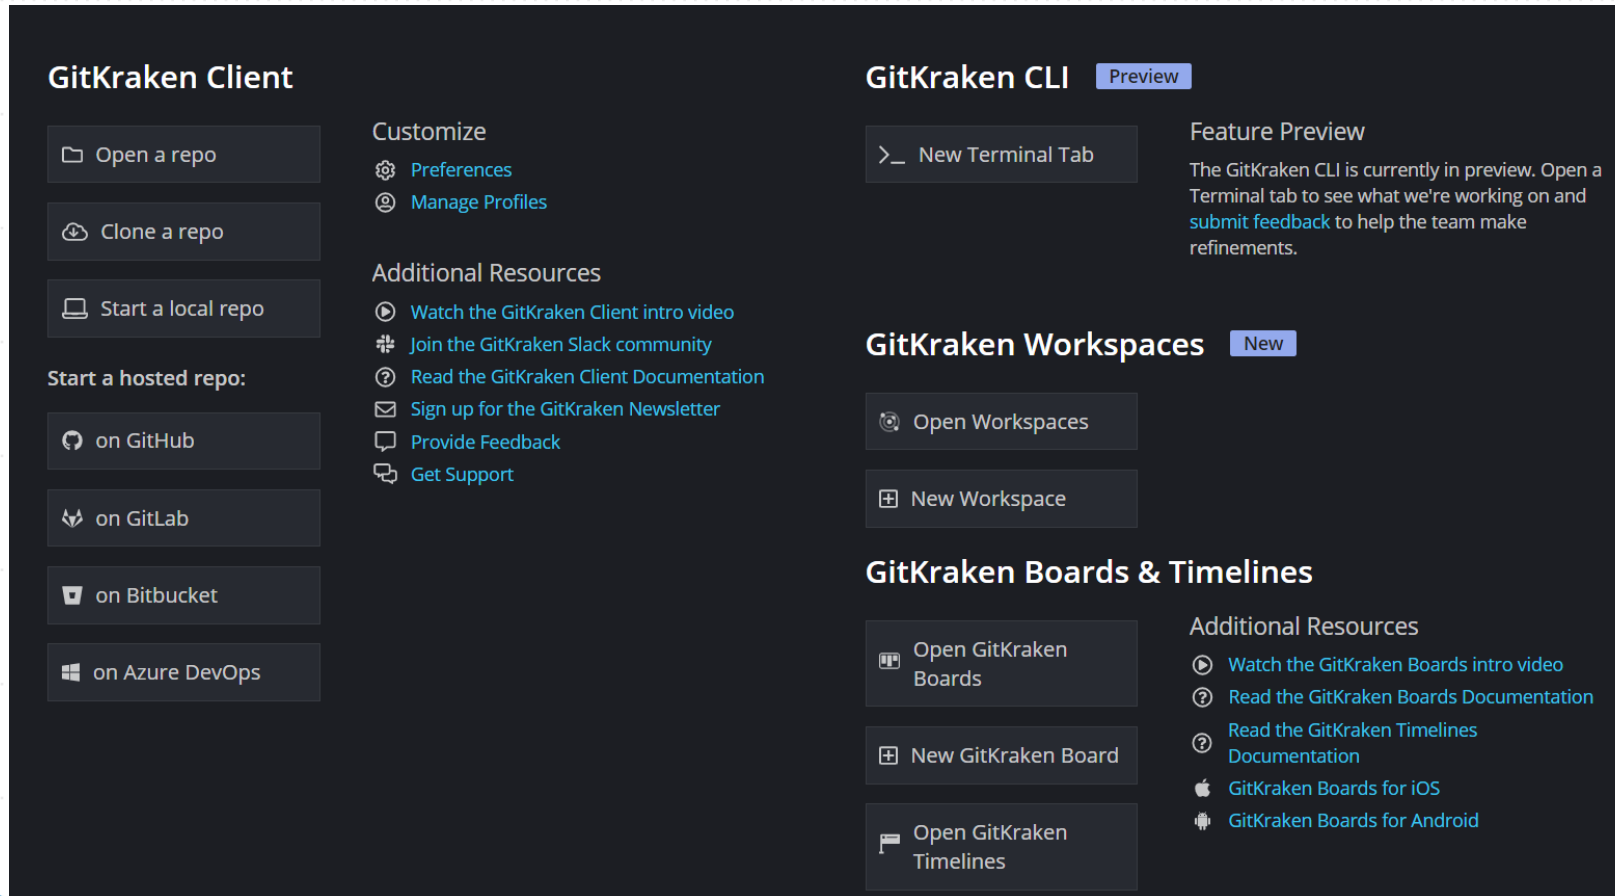 GitKraken Client
Open a repo
Clone a repo
Start a local repo
Start a hosted repo:
on GitHub
on GitLab
on Bitbucket
on Azure DevOps
Customize
Preferences
Manage Profiles
Additional Resources
Watch the GitKraken Client intro video
Join the GitKraken Slack community
Read the GitKraken Client Documentation
Sign up for the GitKraken Newsletter
Provide Feedback
Get Support
GitKraken CLI Preview
New Terminal Tab
Feature Preview
The GitKraken CLI is currently in preview. Open a
Terminal tab to see what we're working on and
submit feedback to help the team make
refinements.
GitKraken Workspaces New
Open Workspaces
New Workspace
GitKraken Boards & Timelines
Open GitKraken
Boards
New GitKraken Board
Open GitKraken
Timelines
Additional Resources
Watch the GitKraken Boards intro video
Read the GitKraken Boards Documentation
Read the GitKraken Timelines
Documentation
GitKraken Boards for iOS
GitKraken Boards for Android